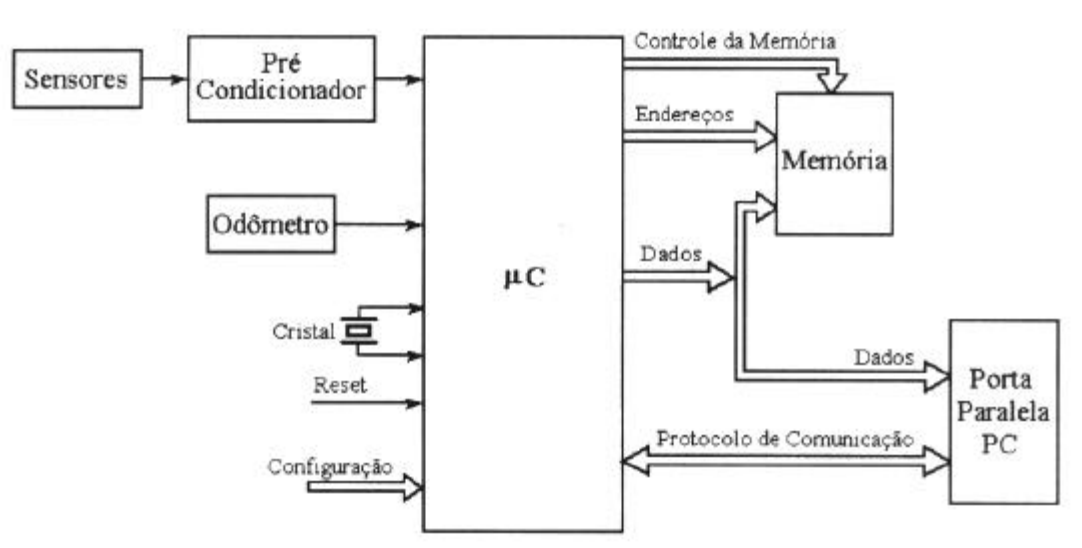 Sensores
Pré
Condicionador
Odômetro
Cristal
Reset
Configuração
μC
Controle da Memória
Endereços
Memória
Dados
Dados
Protocolo de Comunicação
Porta
Paralela
PC